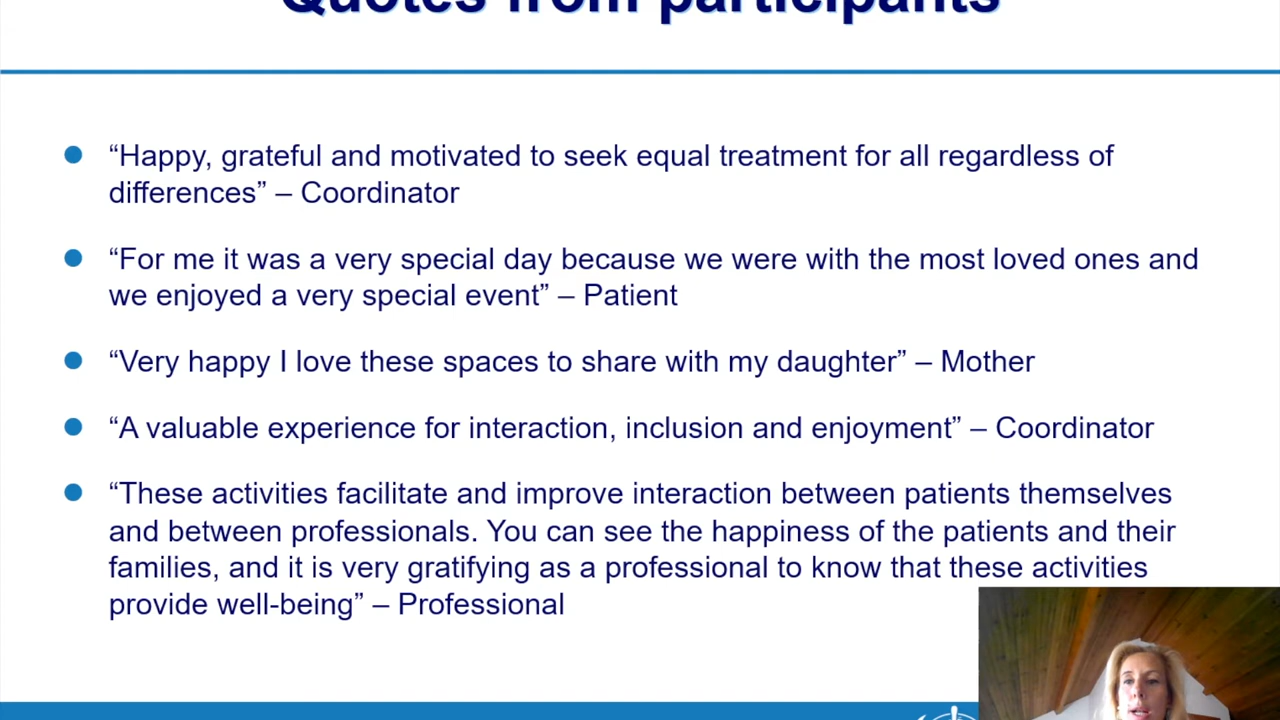 Quotes from participants
“Happy, grateful and motivated to seek equal treatment for all regardless of
differences” – Coordinator
“For me it was a very special day because we were with the most loved ones and
we enjoyed a very special event” – Patient
“Very happy I love these spaces to share with my daughter” – Mother
“A valuable experience for interaction, inclusion and enjoyment” – Coordinator
“These activities facilitate and improve interaction between patients themselves
and between professionals. You can see the happiness of the patients and their
families, and it is very gratifying as a professional to know that these activities
provide well-being” – Professional